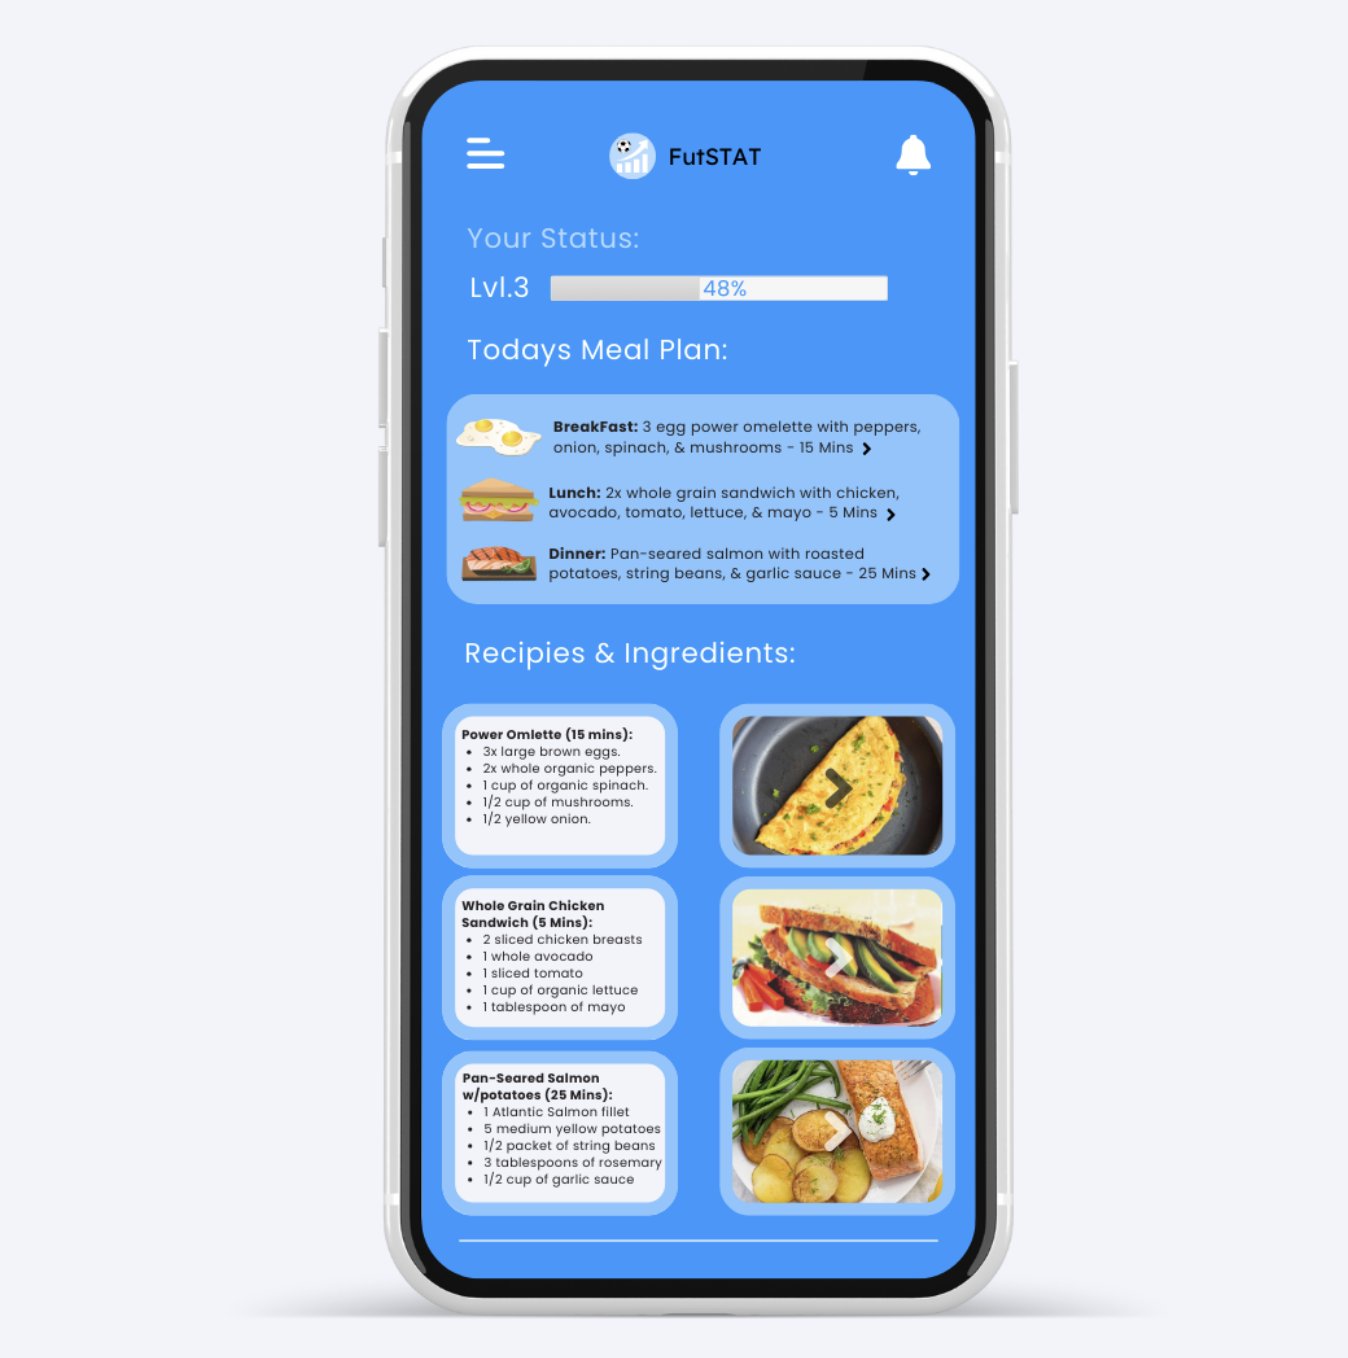 FutSTAT
Your Status:
Lvl.3
48%
Todays Meal Plan:
BreakFast: 3 egg power omelette with peppers,
onion, spinach, & mushrooms - 15 Mins
Lunch: 2x whole grain sandwich with chicken,
avocado, tomato, lettuce, & mayo - 5 Mins
Dinner: Pan-seared salmon with roasted
potatoes, string beans, & garlic sauce - 25 Mins
Recipies & Ingredients:
Power Omlette (15 mins):
• 3x large brown eggs.
• 2x whole organic peppers.
• 1 cup of organic spinach.
• 1/2 cup of mushrooms.
• 1/2 yellow onion.
Whole Grain Chicken
Sandwich (5 Mins):
• 2 sliced chicken breasts
• 1 whole avocado
• 1 sliced tomato
• 1 cup of organic lettuce
• 1 tablespoon of mayo
Pan-Seared Salmon
w/potatoes (25 Mins):
• 1 Atlantic Salmon fillet
• 5 medium yellow potatoes
• 1/2 packet of string beans
• 3 tablespoons of rosemary
• 1/2 cup of garlic sauce